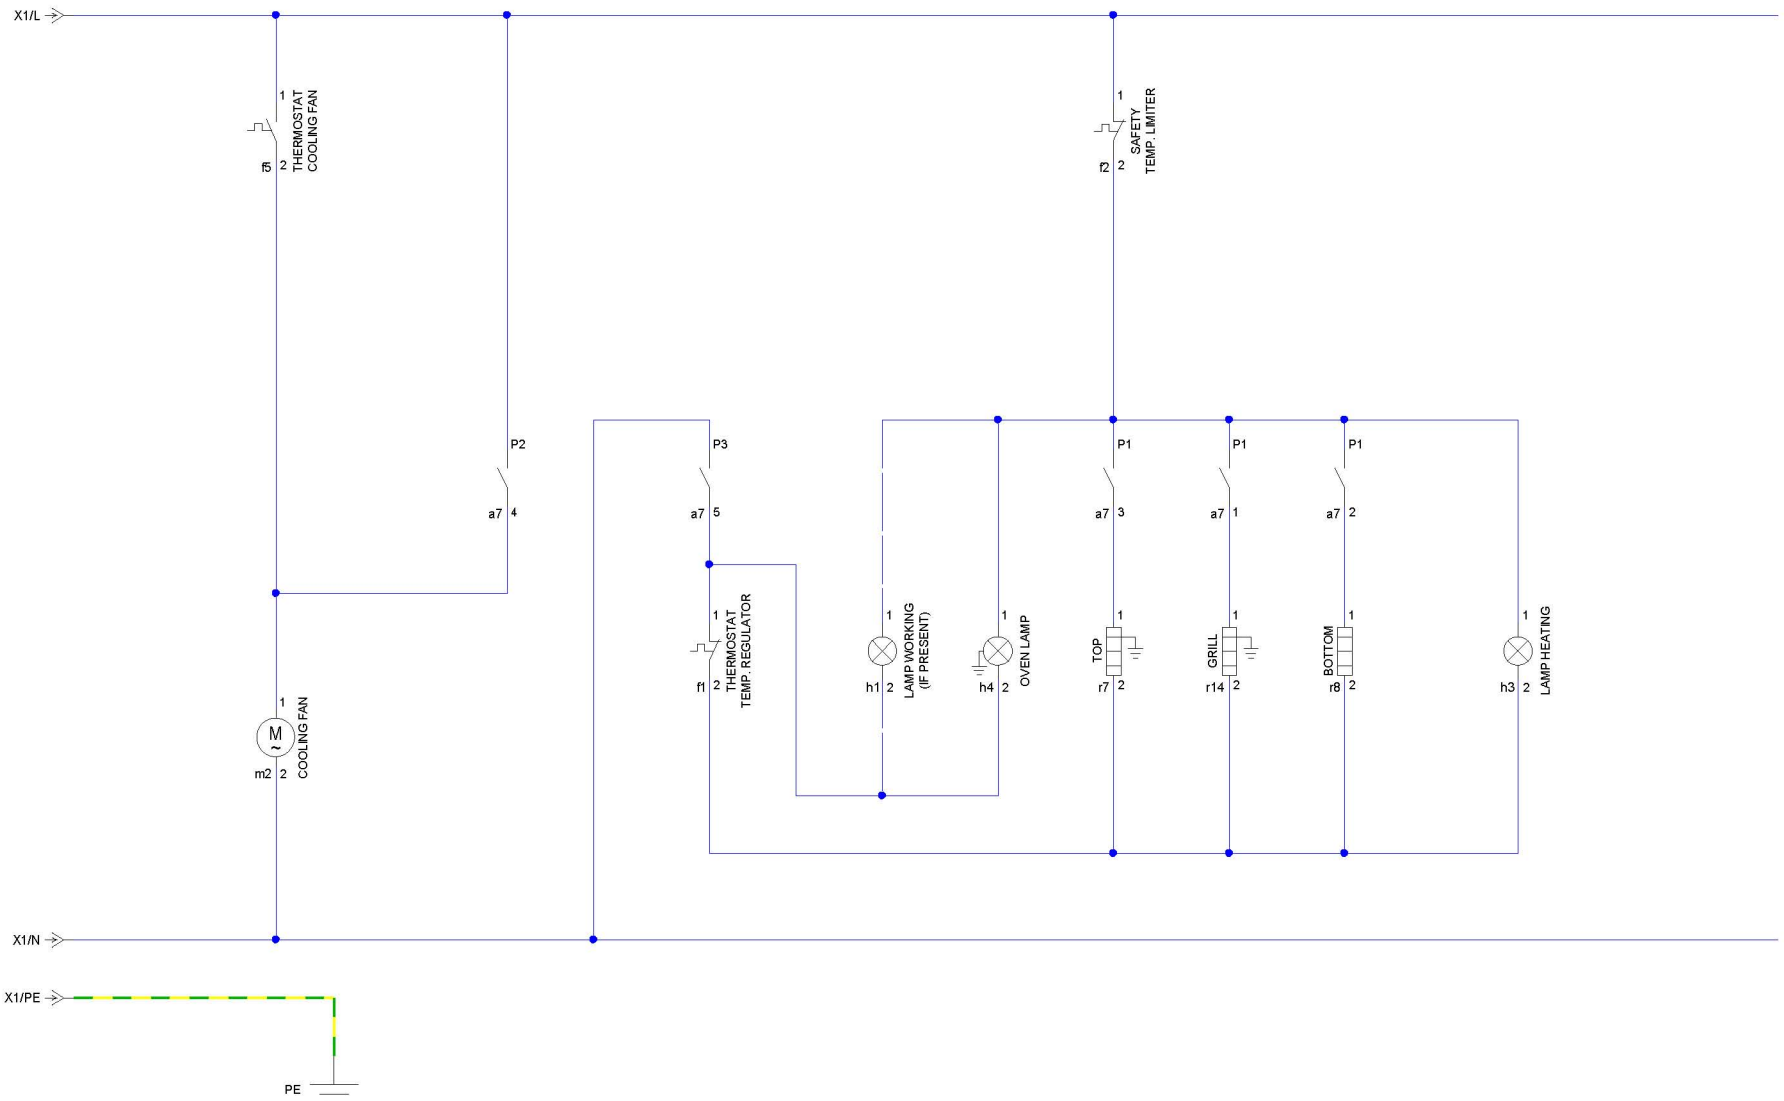 X1/L
1
THERMOSTAT
COOLING FAN
f5 2
1
SAFETY
TEMP. LIMITER
f2 2
P2
a7 4
P3
a7 5
P1
a7 3
P1
a7 1
P1
a7 2
1
THERMOSTAT
TEMP. REGULATOR
f1 2
1
LAMP WORKING
(IF PRESENT)
h1 2
1
OVEN LAMP
h4 2
1
TOP
r7 2
1
GRILL
r14 2
1
BOTTOM
r8 2
1
LAMP HEATING
h3 2
1
M
~
COOLING FAN
m2 2
X1/N
X1/PE
PE